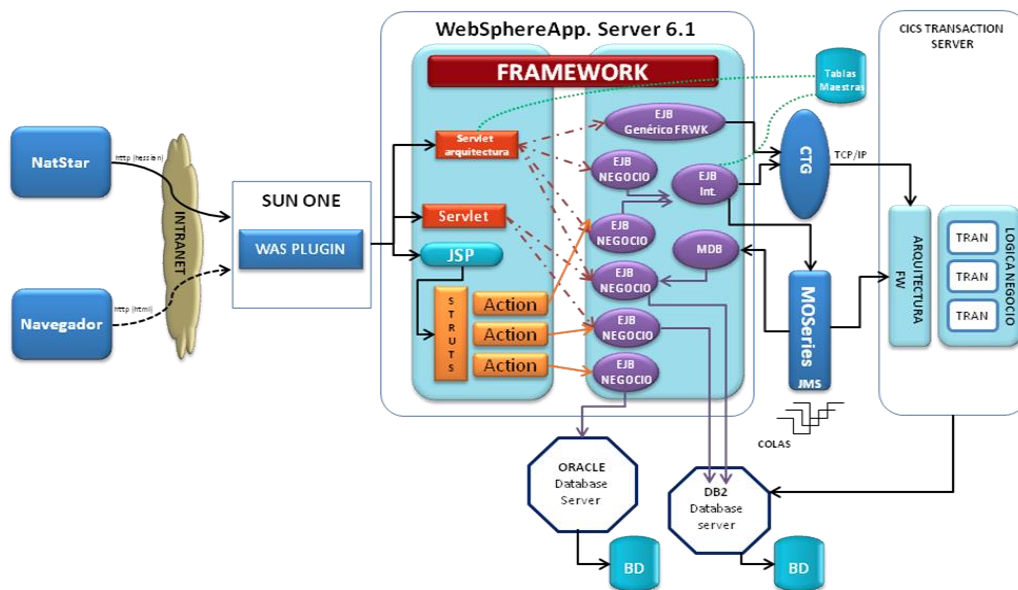 WebSphereApp. Server 6.1
CICS TRANSACTION
SERVER
FRAMEWORK
Tablas
Maestras
NatStar
http (hessian)
INTRANET
Navegador
http (html)
SUN ONE
WAS PLUGIN
Servlet
arquitectura
Servlet
JSP
STRUTS
Action
Action
Action
EJB
Genérico FRWK
EJB
NEGOCIO
EJB
Int.
EJB
NEGOCIO
MDB
EJB
NEGOCIO
EJB
NEGOCIO
EJB
NEGOCIO
CTG
TCP/IP
MQSeries
JMS
COLAS
ARQUITECTURA
FW
TRAN
TRAN
TRAN
LOGICA NEGOCIO
ORACLE
Database
Server
DB2
Database
server
BD
BD